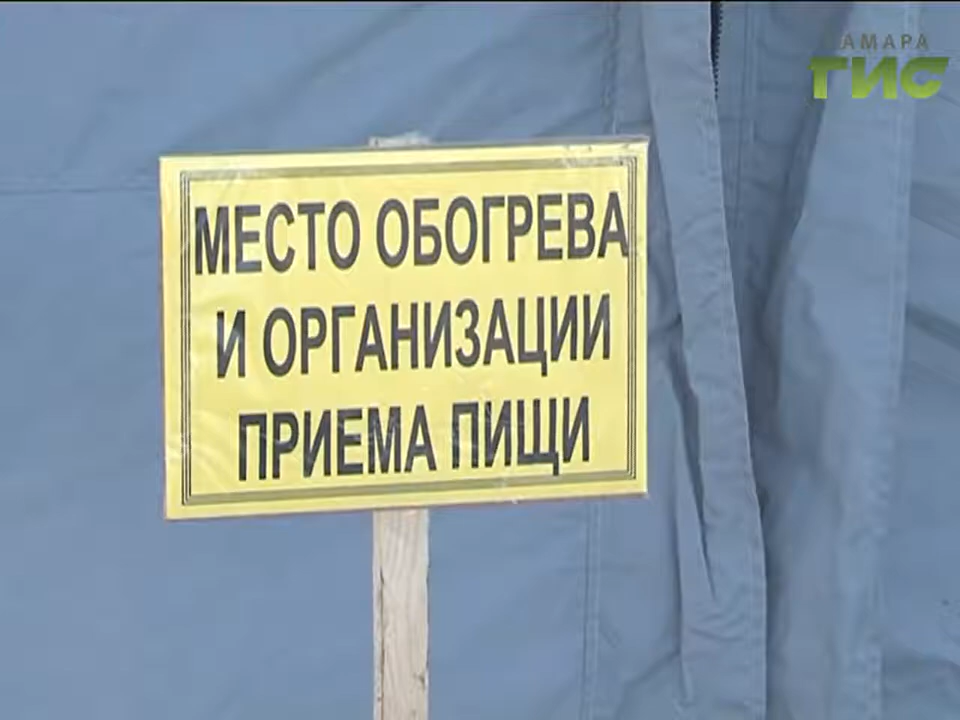 САМАРА
ГИС
МЕСТО ОБОГРЕВА
И ОРГАНИЗАЦИИ
ПРИЕМА ПИЩИ